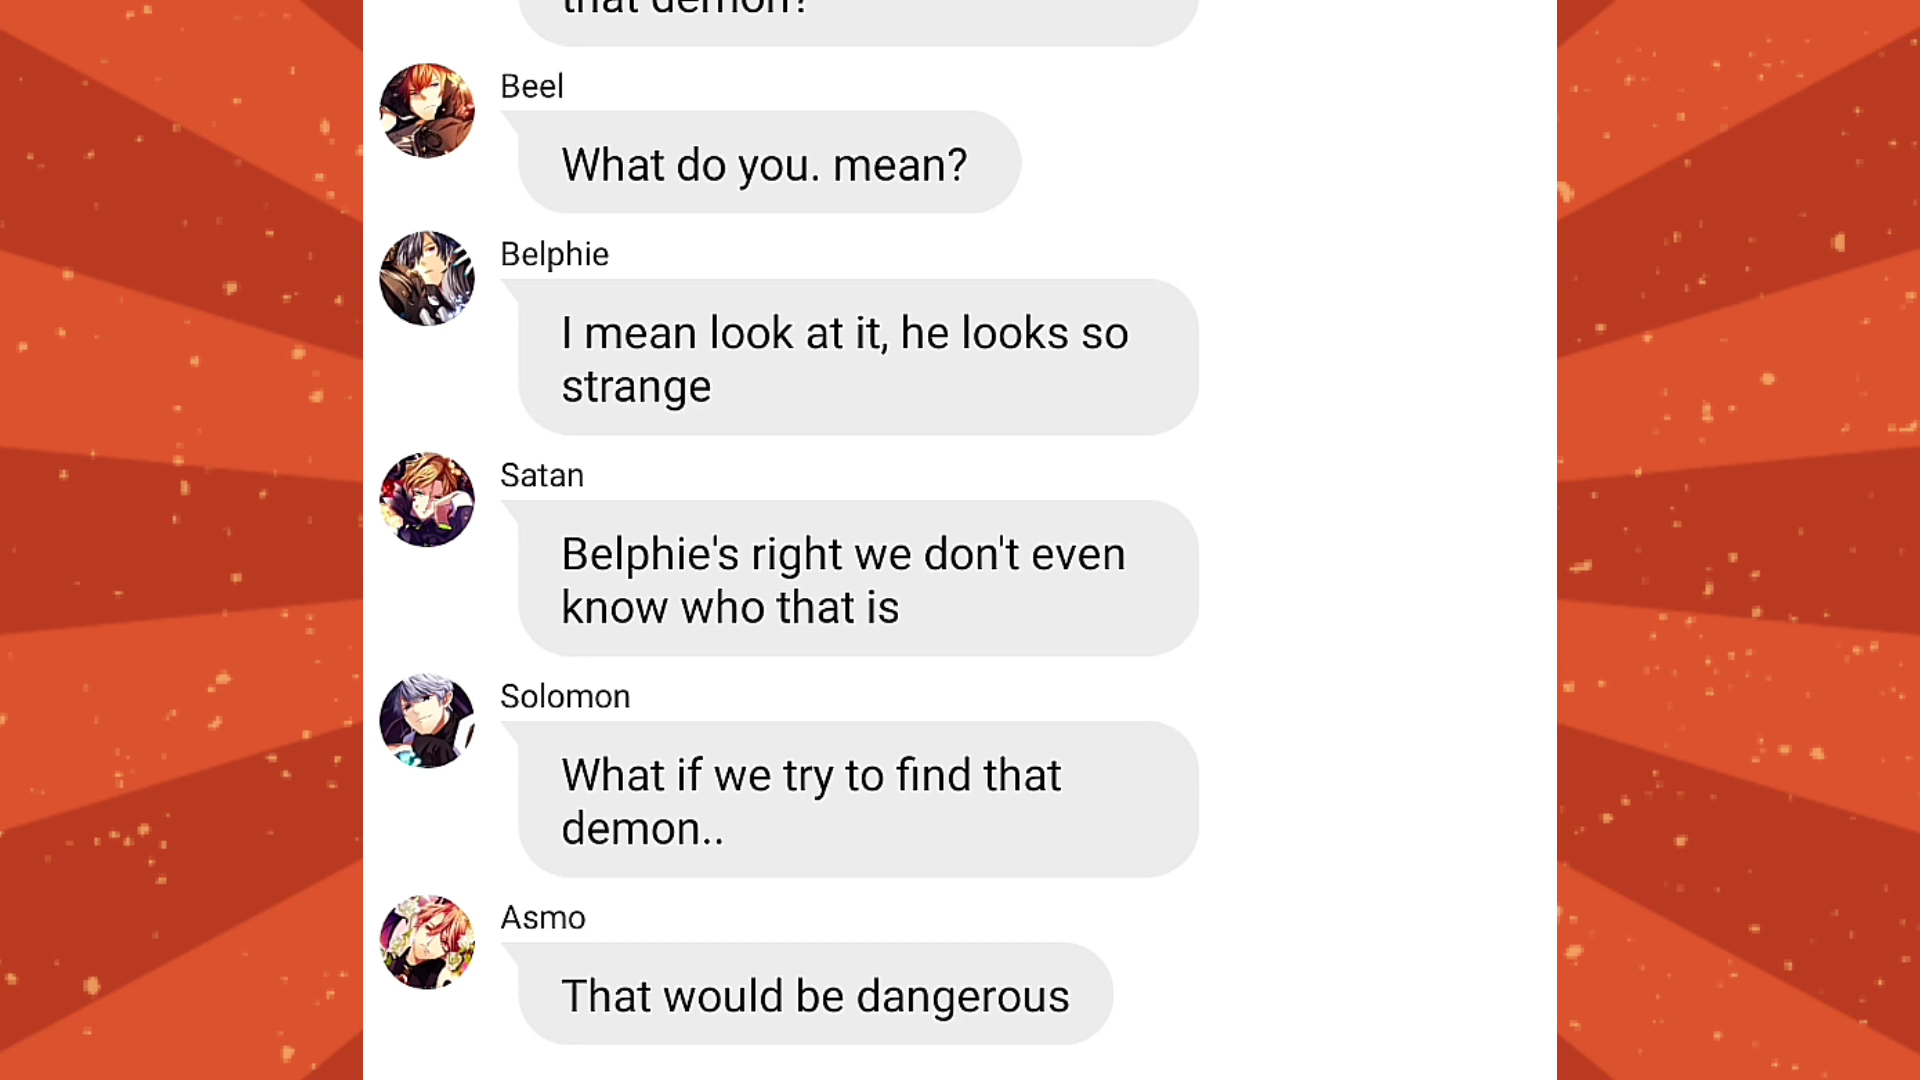 that demon?
Beel
What do you. mean?
Belphie
I mean look at it, he looks so
strange
Satan
Belphie's right we don't even
know who that is
Solomon
What if we try to find that
demon..
Asmo
That would be dangerous